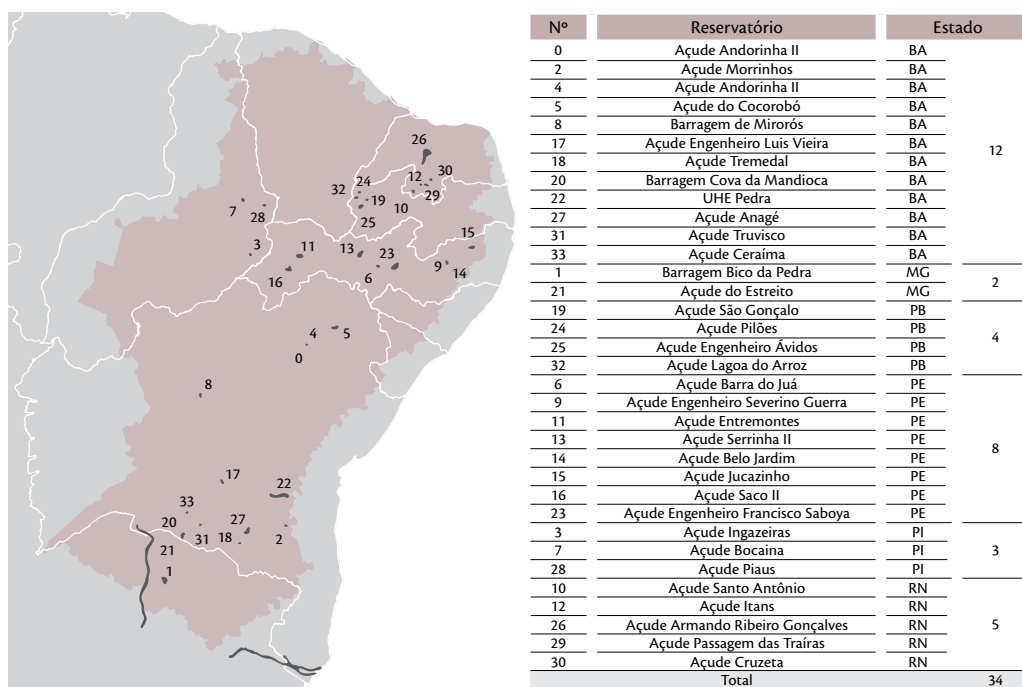 26
30
12
24
32
19
29
10
7
28
25
15
3
11
13
23
9
14
16
6
4
5
0
8
17
22
33
20
27
31
18
2
21
1
Nº Reservatório Estado
0 Açude Andorinha II BA
2 Açude Morrinhos BA
4 Açude Andorinha II BA
5 Açude do Cocorobó BA
8 Barragem de Mirorós BA
17 Açude Engenheiro Luis Vieira BA
12
18 Açude Tremedal BA
20 Barragem Cova da Mandioca BA
22 UHE Pedra BA
27 Açude Anagé BA
31 Açude Truvisco BA
33 Açude Ceraíma BA
1 Barragem Bico da Pedra MG
2
21 Açude do Estreito MG
19 Açude São Gonçalo PB
24 Açude Pilões PB
4
25 Açude Engenheiro Ávidos PB
32 Açude Lagoa do Arroz PB
6 Açude Barra do Juá PE
9 Açude Engenheiro Severino Guerra PE
11 Açude Entremontes PE
13 Açude Serrinha II PE
8
14 Açude Belo Jardim PE
15 Açude Jucazinho PE
16 Açude Saco II PE
23 Açude Engenheiro Francisco Saboya PE
3 Açude Ingazeiras PI
7 Açude Bocaina PI 3
28 Açude Piaus PI
10 Açude Santo Antônio RN
12 Açude Itans RN
26 Açude Armando Ribeiro Gonçalves RN 5
29 Açude Passagem das Traíras RN
30 Açude Cruzeta RN
Total 34